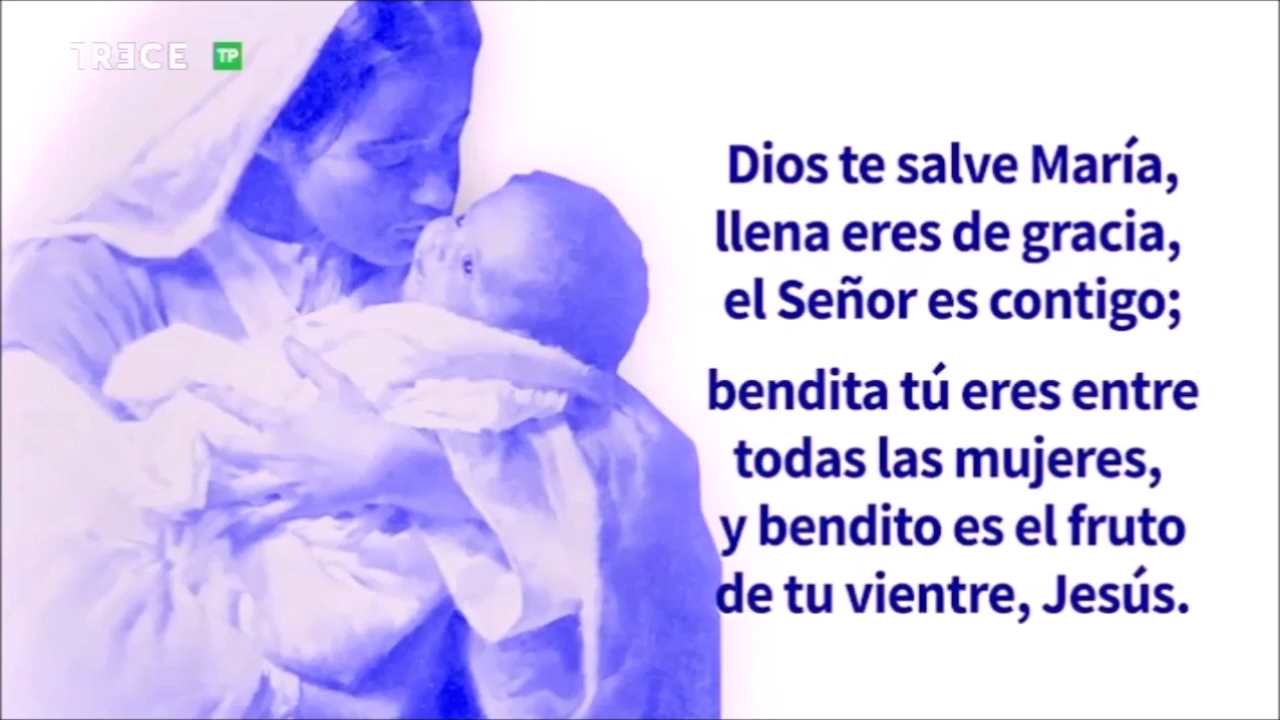 TRECE TP
Dios te salve María,
llena eres de gracia,
el Señor es contigo;
bendita tú eres entre
todas las mujeres,
y bendito es el fruto
de tu vientre, Jesús.